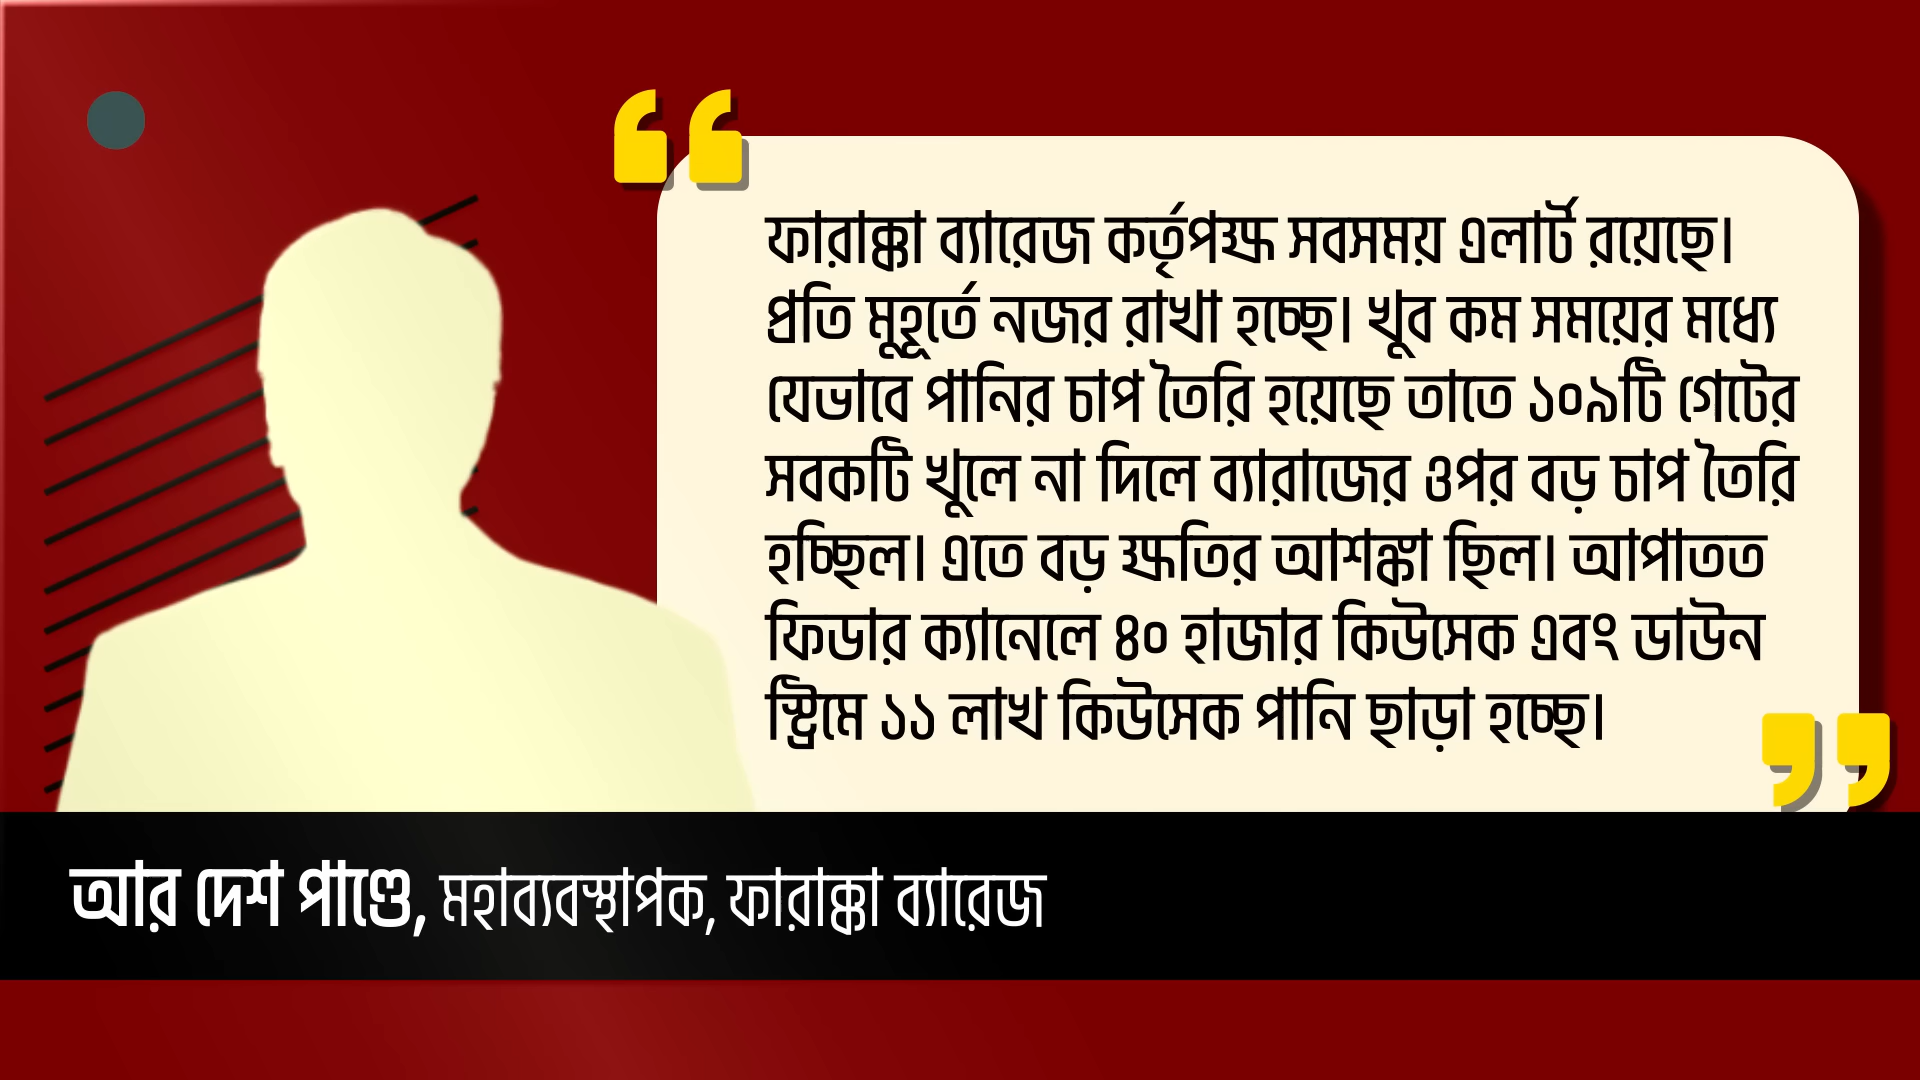 ফারাক্কা ব্যারেজ কর্তৃপক্ষ সবসময় এলার্ট রয়েছে।
প্রতি মুহূর্তে নজর রাখা হচ্ছে। খুব কম সময়ের মধ্যে
যেভাবে পানির চাপ তৈরি হয়েছে তাতে ১০৯টি গেটের
সবকটি খুলে না দিলে ব্যারাজের ওপর বড় চাপ তৈরি
হচ্ছিল। এতে বড় ক্ষতির আশঙ্কা ছিল। আপাতত
ফিডার ক্যানেলে ৪০ হাজার কিউসেক এবং ডাউন
স্ট্রিমে ১১ লাখ কিউসেক পানি ছাড়া হচ্ছে।
আর দেশ পাণ্ডে, মহাব্যবস্থাপক, ফারাক্কা ব্যারেজ